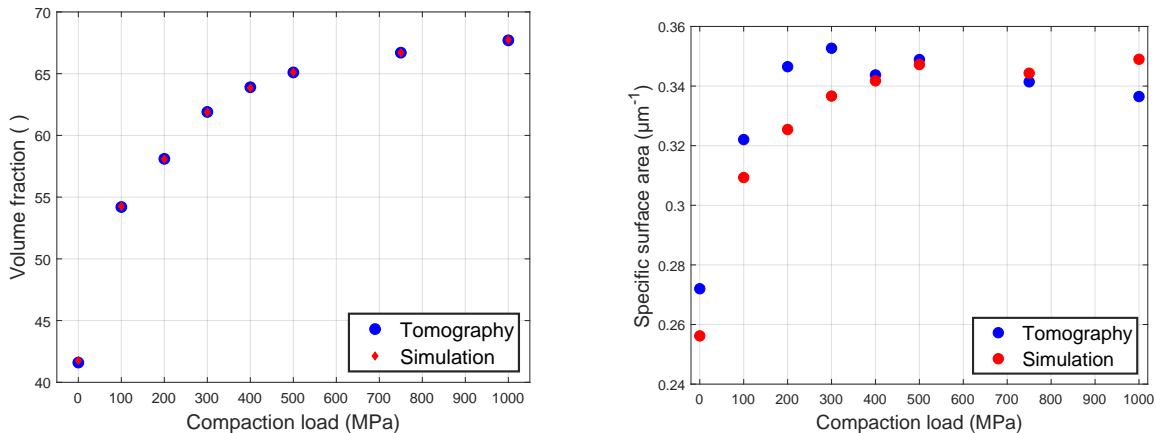 70
65
60
55
50
45
40
Volume fraction ( )
0 100 200 300 400 500 600 700 800 900 1000
Compaction load (MPa)
Tomography
Simulation
0.36
0.34
0.32
0.3
0.28
0.26
0.24
Specific surface area (μm⁻¹)
0 100 200 300 400 500 600 700 800 900 1000
Compaction load (MPa)
Tomography
Simulation